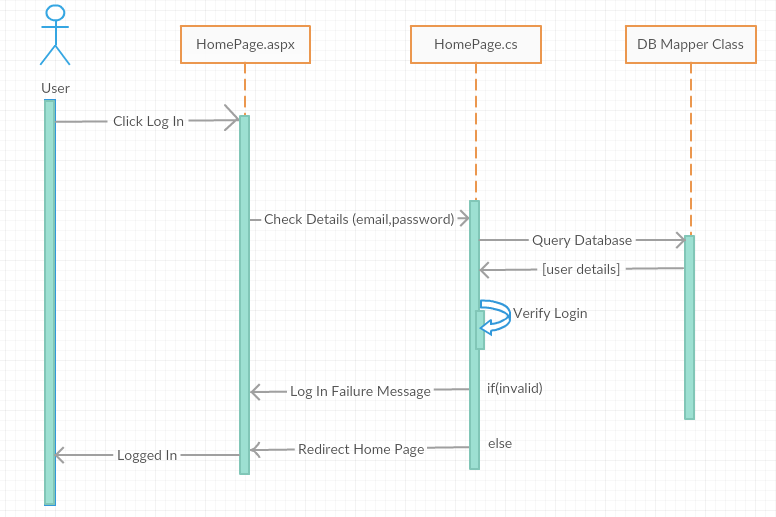 HomePage.aspx
HomePage.cs
DB Mapper Class
User
Click Log In
Check Details (email,password)
Query Database
[user details]
Verify Login
Log In Failure Message
if(invalid)
Redirect Home Page
else
Logged In